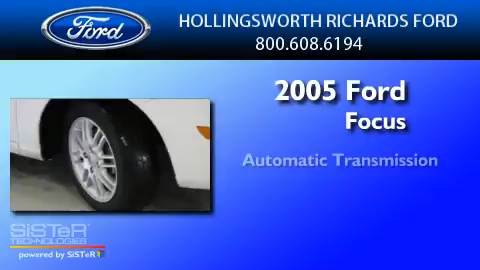 Ford
HOLLINGSWORTH RICHARDS FORD
800.608.6194
2005 Ford
Focus
Automatic Transmission
SiSTeR
TECHNOLOGIES
powered by SiSTeR